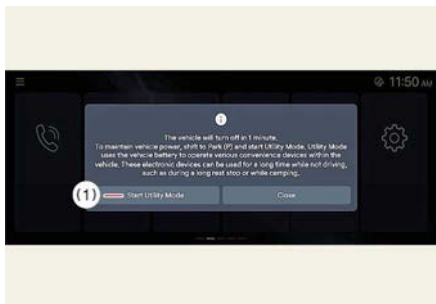 11:50 AM
The vehicle will turn off in 1 minute.
To maintain vehicle power, shift to Park (P) and start Utility Mode. Utility Mode
uses the vehicle battery to operate various convenience devices within the
vehicle. These electronic devices can be used for a long time while not driving,
such as during a long rest stop or while camping.
(1) Start Utility Mode
Close